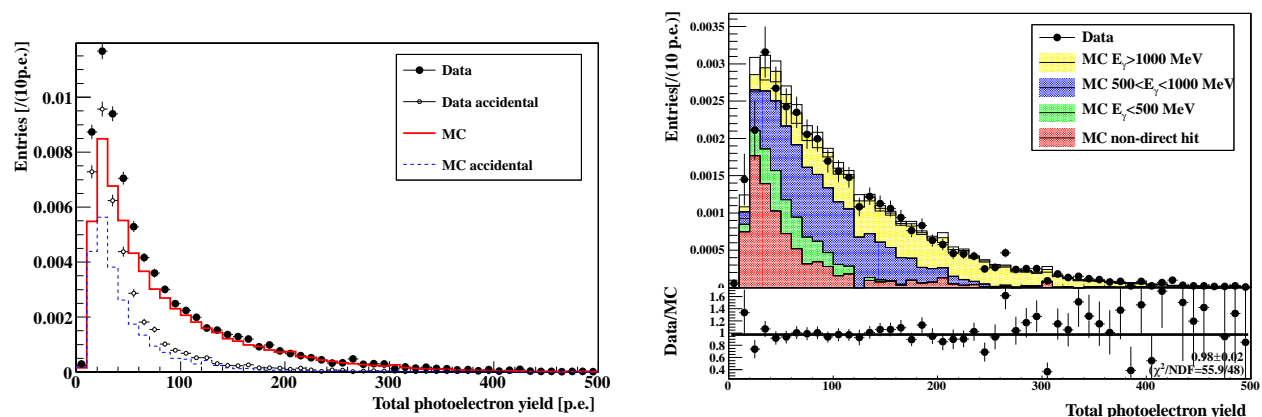 Entries [/(10p.e.)]
0.01
0.008
0.006
0.004
0.002
0
Data
Data accidental
MC
MC accidental
0
100
200
300
400
500
Total photoelectron yield [p.e.]
Entries[/(10 p.e.)]
0.0035
0.003
0.0025
0.002
0.0015
0.001
0.0005
Data
MC Eγ>1000 MeV
MC 500<Eγ<1000 MeV
MC Eγ<500 MeV
MC non-direct hit
Data/MC
1.6
1.4
1.2
1
0.8
0.6
0.4
0.98±0.02
(χ²/NDF=55.9/48)
0
100
200
300
400
500
Total photoelectron yield